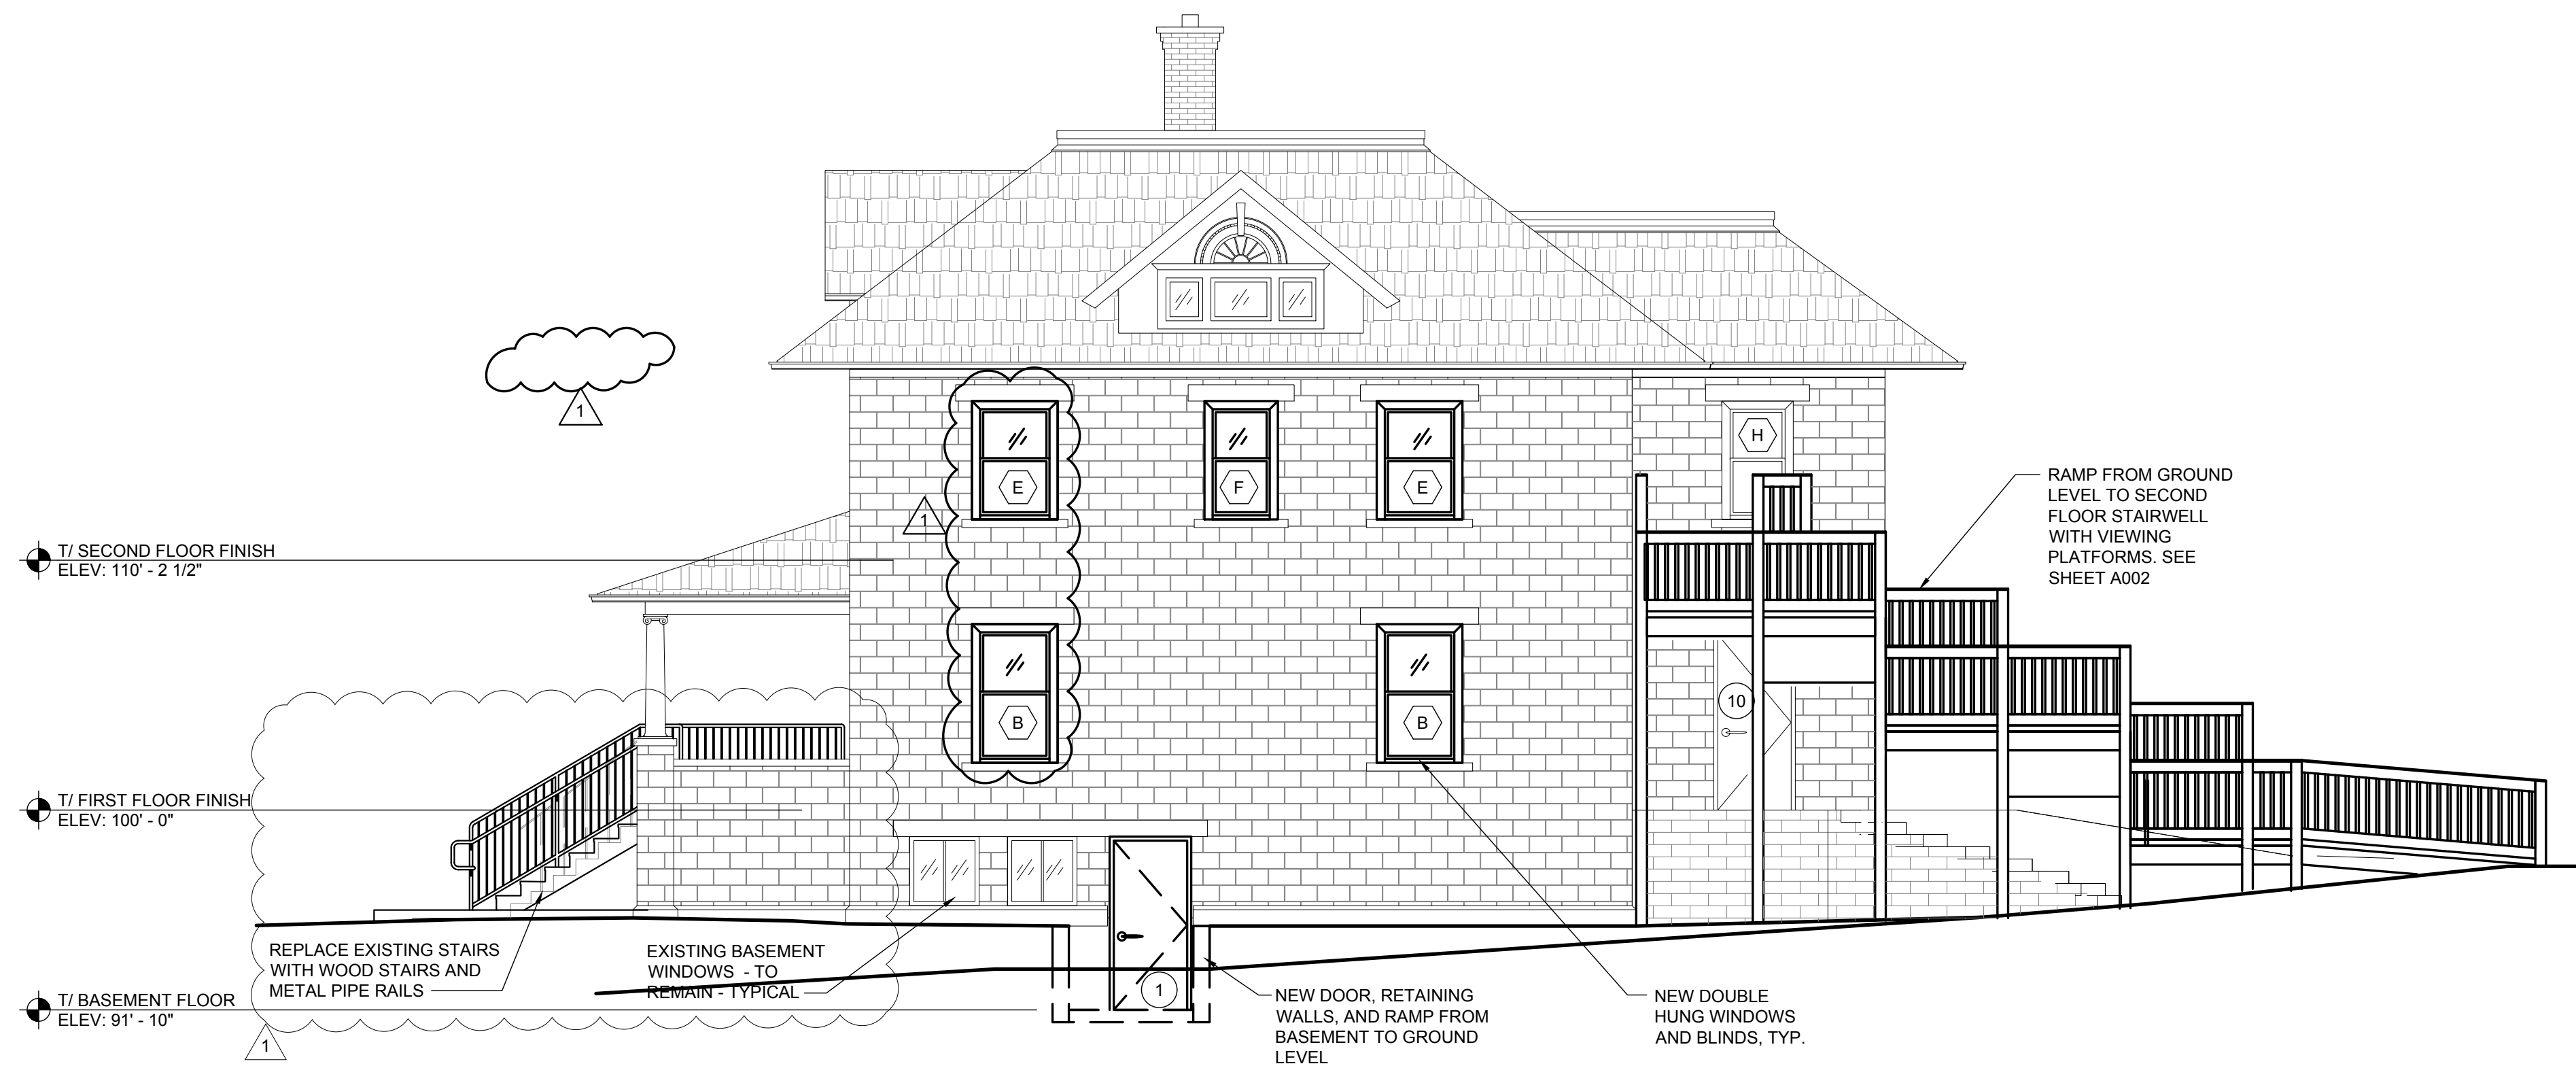 1
E
F
E
H
RAMP FROM GROUND
LEVEL TO SECOND
FLOOR STAIRWELL
WITH VIEWING
PLATFORMS. SEE
SHEET A002
1
T/ SECOND FLOOR FINISH
ELEV: 110' - 2 1/2"
B
B
10
T/ FIRST FLOOR FINISH
ELEV: 100' - 0"
REPLACE EXISTING STAIRS
WITH WOOD STAIRS AND
METAL PIPE RAILS
EXISTING BASEMENT
WINDOWS - TO
REMAIN - TYPICAL
1
T/ BASEMENT FLOOR
ELEV: 91' - 10"
1
NEW DOOR, RETAINING
WALLS, AND RAMP FROM
BASEMENT TO GROUND
LEVEL
NEW DOUBLE
HUNG WINDOWS
AND BLINDS, TYP.